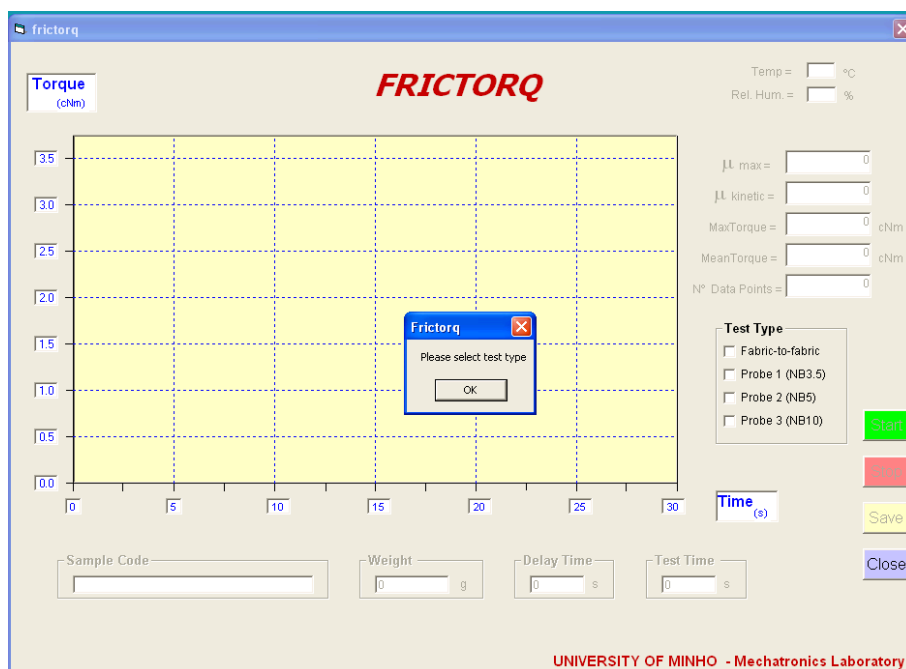 frictorq
Torque
(cNm)
FRICTORQ
Temp = ºC
Rel. Hum. = %
3.5
3.0
2.5
2.0
1.5
1.0
0.5
0.0
0 5 10 15 20 25 30
Time
(s)
μ max = 0
μ kinetic = 0
MaxTorque = 0 cNm
MeanTorque = 0 cNm
Nº Data Points = 0
Frictorq
Please select test type
OK
Test Type
Fabric-to-fabric
Probe 1 (NB3.5)
Probe 2 (NB5)
Probe 3 (NB10)
Start
Stop
Save
Close
Sample Code
Weight
0 g
Delay Time
0 s
Test Time
0 s
UNIVERSITY OF MINHO - Mechatronics Laboratory